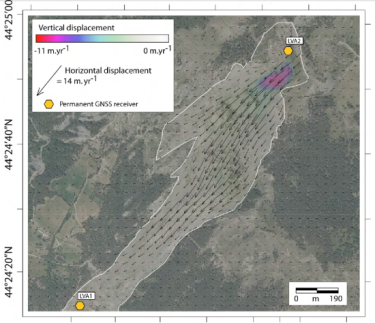 44°25'00"
44°24'40"N
44°24'20"N
Vertical displacement
-11 m.yr-1
0 m.yr-1
Horizontal displacement
= 14 m.yr-1
Permanent GNSS receiver
LVA2
LVA1
0 m 190